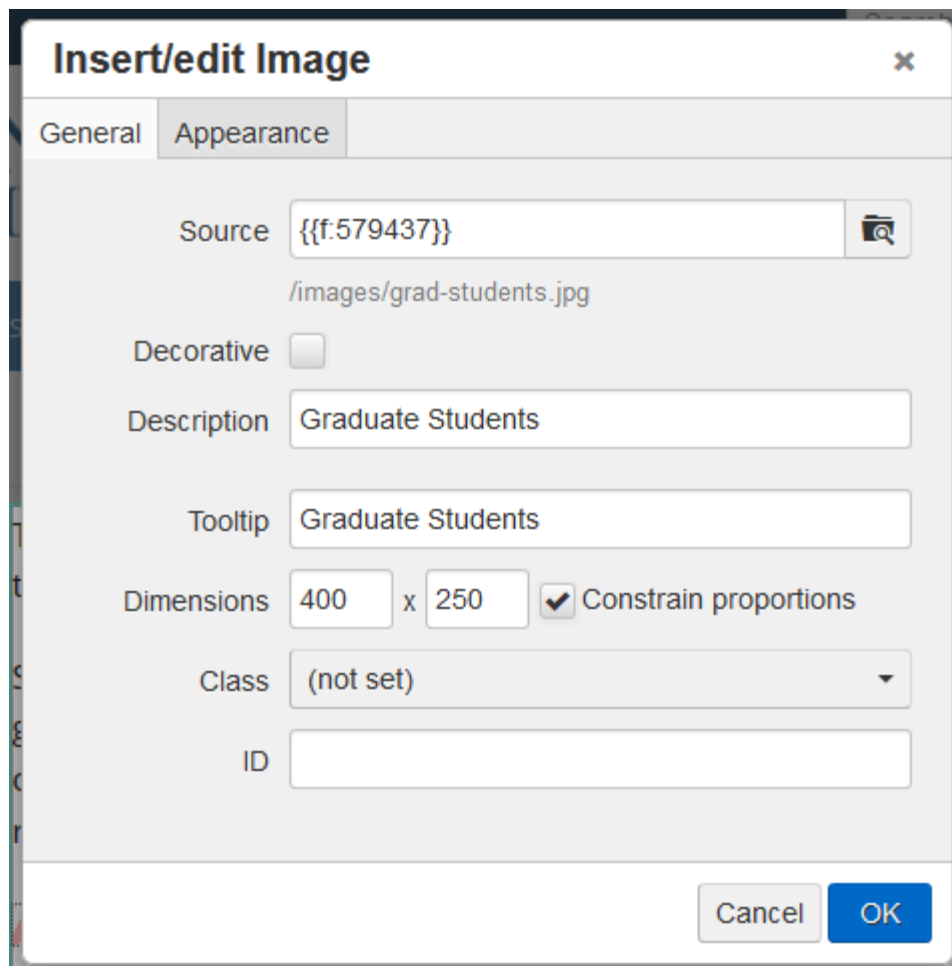 Insert/edit Image
General Appearance
Source {{f:579437}}
/images/grad-students.jpg
Decorative
Description Graduate Students
Tooltip Graduate Students
Dimensions 400 x 250 Constrain proportions
Class (not set)
ID
Cancel OK